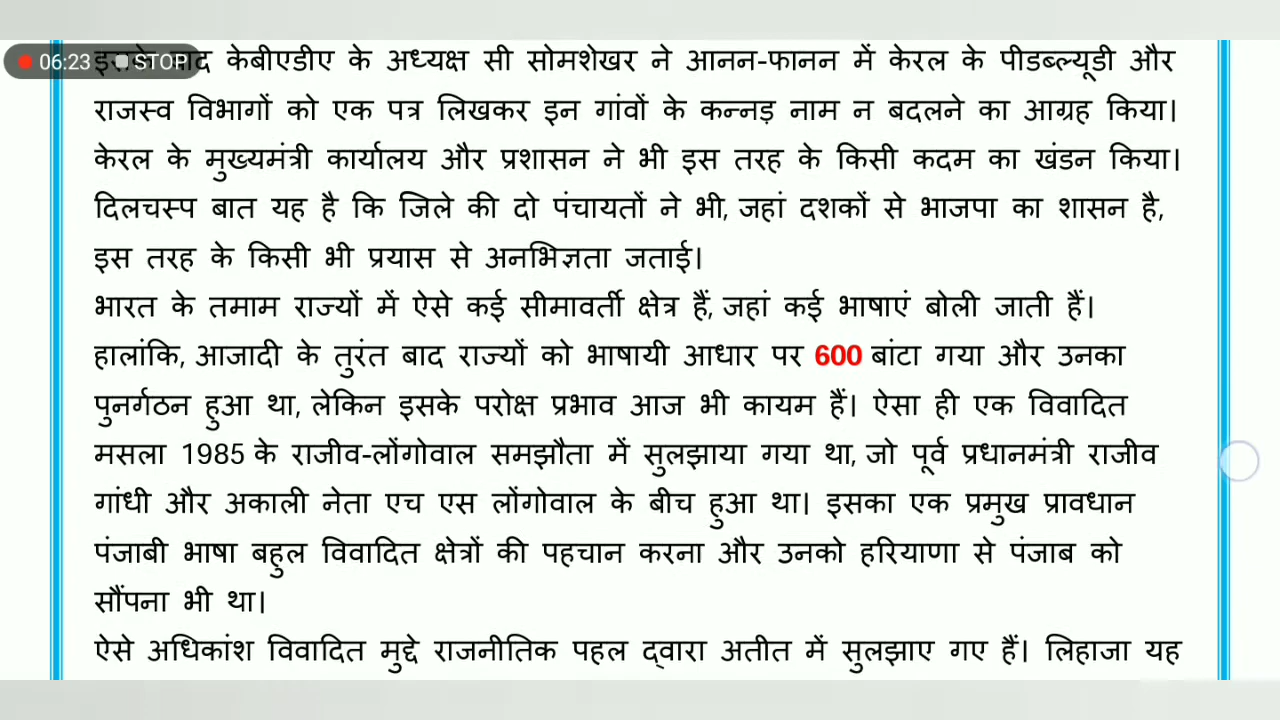 06:23 STOP
केबीएडीए के अध्यक्ष सी सोमशेखर ने आनन-फानन में केरल के पीडब्ल्यूडी और
राजस्व विभागों को एक पत्र लिखकर इन गांवों के कन्नड़ नाम न बदलने का आग्रह किया।
केरल के मुख्यमंत्री कार्यालय और प्रशासन ने भी इस तरह के किसी कदम का खंडन किया।
दिलचस्प बात यह है कि जिले की दो पंचायतों ने भी, जहां दशकों से भाजपा का शासन है,
इस तरह के किसी भी प्रयास से अनभिज्ञता जताई।
भारत के तमाम राज्यों में ऐसे कई सीमावर्ती क्षेत्र हैं, जहां कई भाषाएं बोली जाती हैं।
हालांकि, आजादी के तुरंत बाद राज्यों को भाषायी आधार पर 600 बांटा गया और उनका
पुनर्गठन हुआ था, लेकिन इसके परोक्ष प्रभाव आज भी कायम हैं। ऐसा ही एक विवादित
मसला 1985 के राजीव-लोंगोवाल समझौता में सुलझाया गया था, जो पूर्व प्रधानमंत्री राजीव
गांधी और अकाली नेता एच एस लोंगोवाल के बीच हुआ था। इसका एक प्रमुख प्रावधान
पंजाबी भाषा बहुल विवादित क्षेत्रों की पहचान करना और उनको हरियाणा से पंजाब को
सौंपना भी था।
ऐसे अधिकांश विवादित मुद्दे राजनीतिक पहल द्वारा अतीत में सुलझाए गए हैं। लिहाजा यह